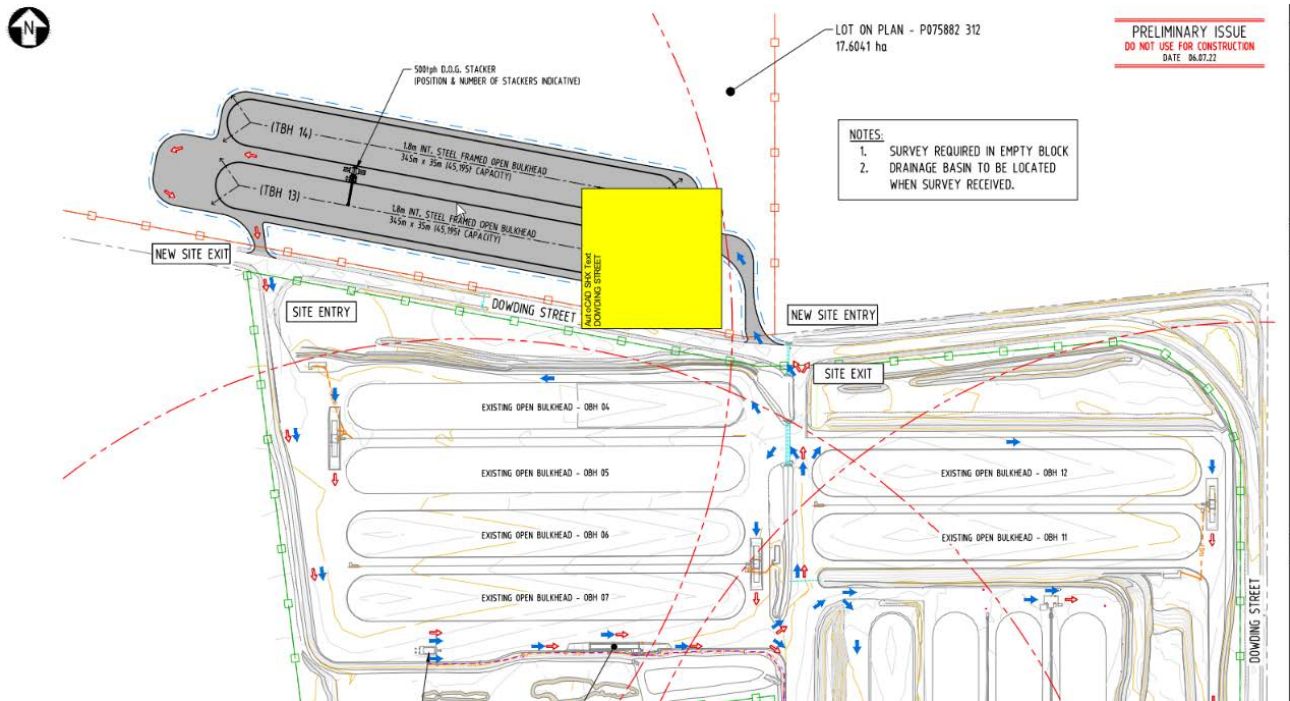 N
LOT ON PLAN - P075882 312
17.6041 ha
PRELIMINARY ISSUE
DO NOT USE FOR CONSTRUCTION
DATE 06.07.22
500tph D.O.G. STACKER
(POSITION & NUMBER OF STACKERS INDICATIVE)
NOTES:
1. SURVEY REQUIRED IN EMPTY BLOCK
2. DRAINAGE BASIN TO BE LOCATED
WHEN SURVEY RECEIVED.
(TBH 14)
1.8m INT. STEEL FRAMED OPEN BULKHEAD
345m x 35m (45,195t CAPACITY)
(TBH 13)
1.8m INT. STEEL FRAMED OPEN BULKHEAD
345m x 35m (45,195t CAPACITY)
AutoCAD SHX Text
DOWDING STREET
NEW SITE EXIT
SITE ENTRY
DOWDING STREET
NEW SITE ENTRY
SITE EXIT
EXISTING OPEN BULKHEAD - OBH 04
EXISTING OPEN BULKHEAD - OBH 05
EXISTING OPEN BULKHEAD - OBH 12
EXISTING OPEN BULKHEAD - OBH 06
EXISTING OPEN BULKHEAD - OBH 11
EXISTING OPEN BULKHEAD - OBH 07
DOWDING STREET